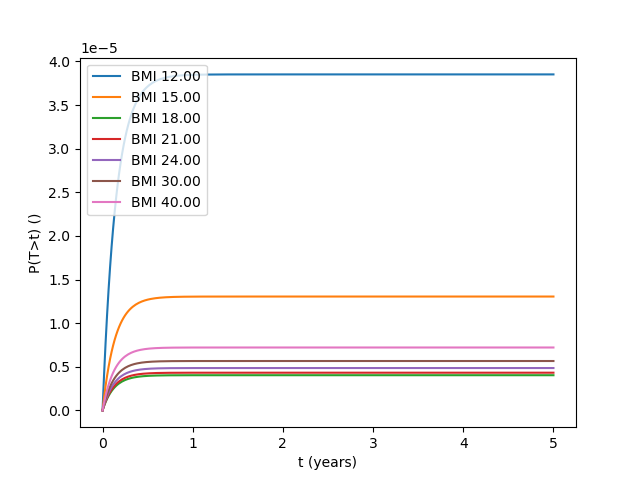 1e−5
4.0
3.5
3.0
2.5
2.0
1.5
1.0
0.5
0.0
P(T>t) ()
BMI 12.00
BMI 15.00
BMI 18.00
BMI 21.00
BMI 24.00
BMI 30.00
BMI 40.00
0 1 2 3 4 5
t (years)